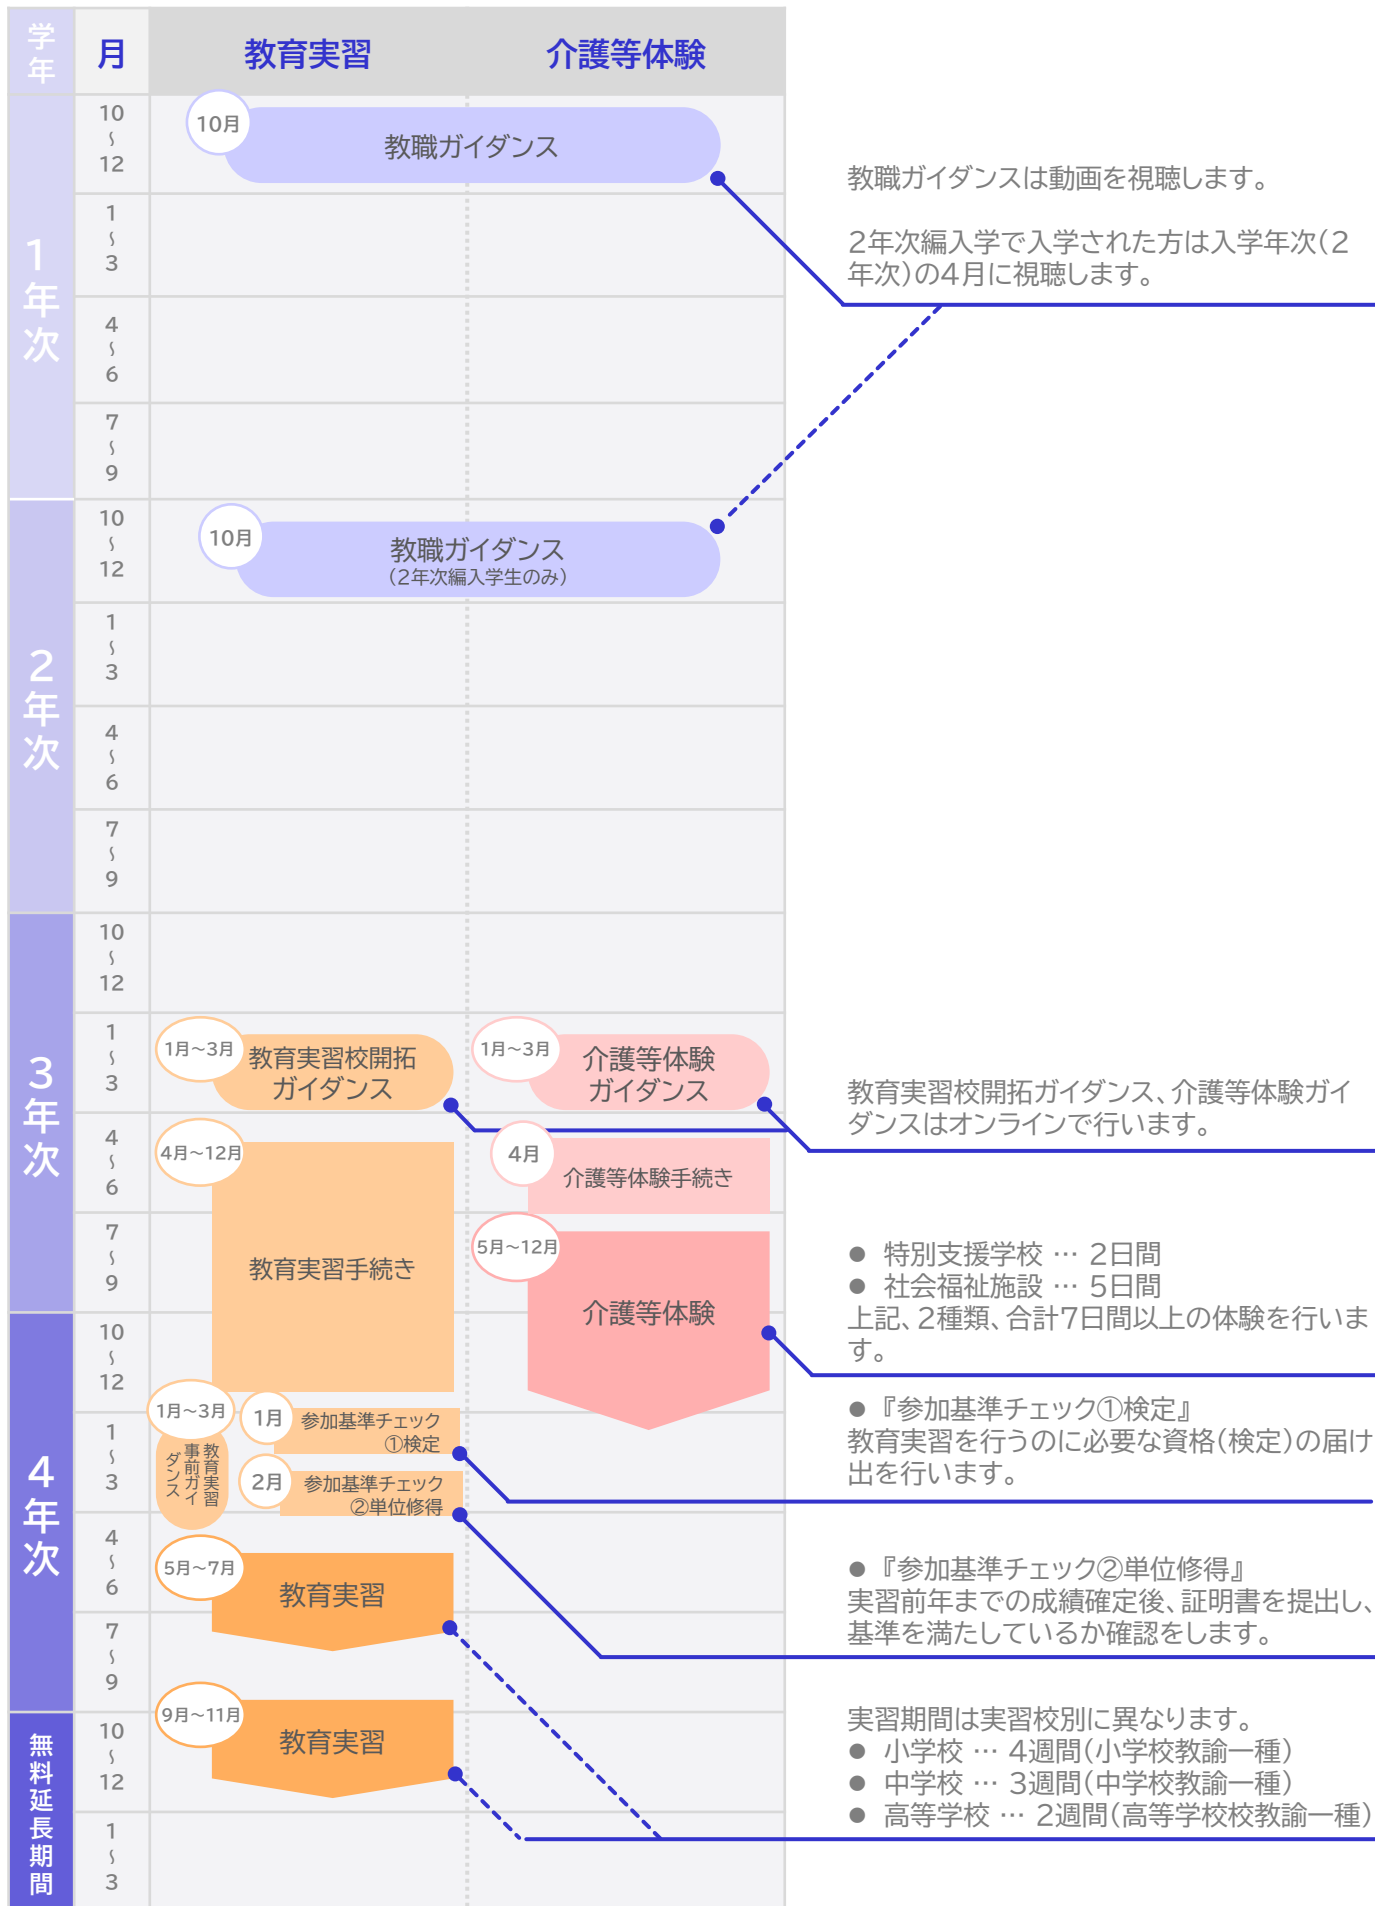 学年
月
教育実習
介護等体験
1年次
10
〜
12
10月
教職ガイダンス
教職ガイダンスは動画を視聴します。
2年次編入学で入学された方は入学年次(2
年次)の4月に視聴します。
1
〜
3
4
〜
6
7
〜
9
2年次
10
〜
12
10月
教職ガイダンス
(2年次編入学生のみ)
1
〜
3
4
〜
6
7
〜
9
3年次
10
〜
12
1
〜
3
1月〜3月
教育実習校開拓
ガイダンス
1月〜3月
介護等体験
ガイダンス
教育実習校開拓ガイダンス、介護等体験ガイ
ダンスはオンラインで行います。
4
〜
6
4月〜12月
教育実習手続き
4月
介護等体験手続き
7
〜
9
5月〜12月
介護等体験
● 特別支援学校 … 2日間
● 社会福祉施設 … 5日間
上記、2種類、合計7日間以上の体験を行いま
す。
4年次
10
〜
12
1
〜
3
1月〜3月
教育実習
事前ガイ
ダンス
1月
参加基準チェック
①検定
2月
参加基準チェック
②単位修得
● 『参加基準チェック①検定』
教育実習を行うのに必要な資格(検定)の届け
出を行います。
4
〜
6
5月〜7月
教育実習
● 『参加基準チェック②単位修得』
実習前年までの成績確定後、証明書を提出し、
基準を満たしているか確認をします。
7
〜
9
9月〜11月
教育実習
無料延長期間
10
〜
12
1
〜
3
実習期間は実習校別に異なります。
● 小学校 … 4週間(小学校教諭一種)
● 中学校 … 3週間(中学校教諭一種)
● 高等学校 … 2週間(高等学校校教諭一種)